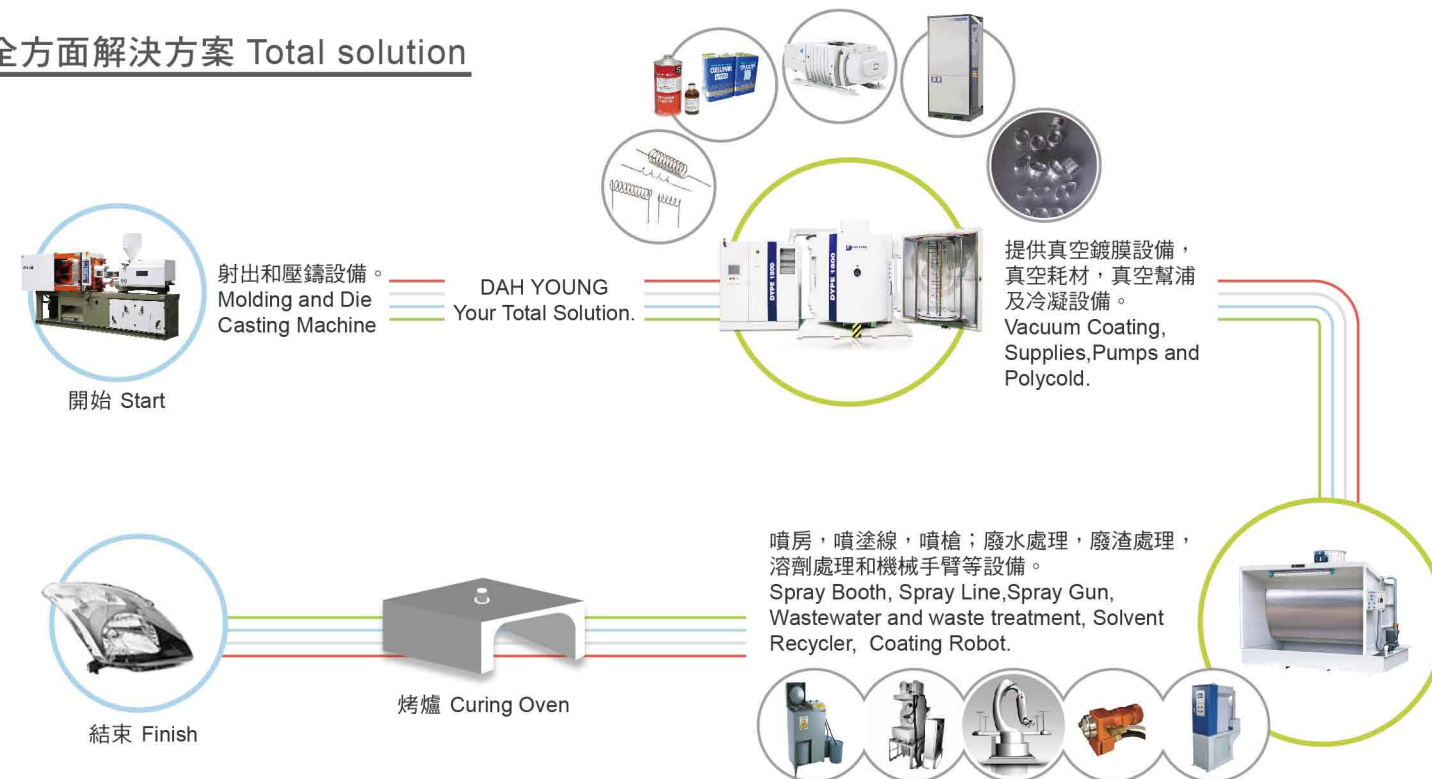 全方面解決方案 Total solution
射出和壓鑄設備。
Molding and Die
Casting Machine
開始 Start
DAH YOUNG
Your Total Solution.
DYPE 1800
DYPE 1800
提供真空鍍膜設備，
真空耗材，真空幫浦
及冷凝設備。
Vacuum Coating,
Supplies,Pumps and
Polycold.
噴房，噴塗線，噴槍；廢水處理，廢渣處理，
溶劑處理和機械手臂等設備。
Spray Booth, Spray Line,Spray Gun,
Wastewater and waste treatment, Solvent
Recycler, Coating Robot.
烤爐 Curing Oven
結束 Finish